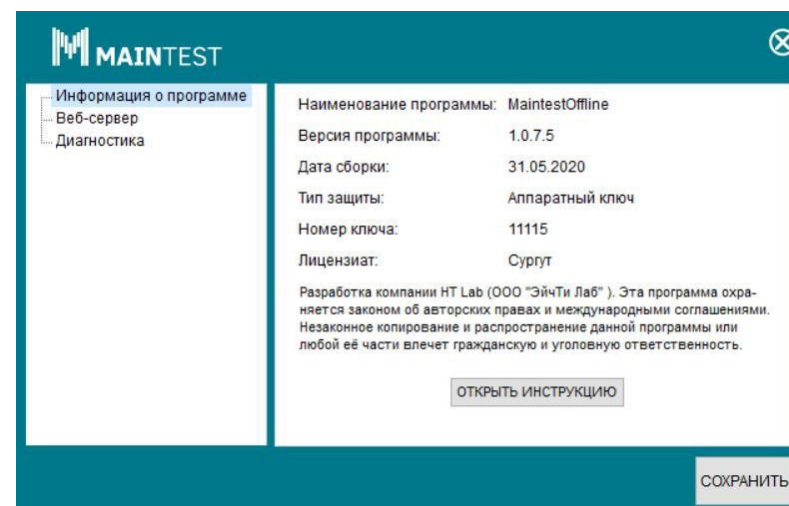 MAINTEST
Информация о программе
Веб-сервер
Диагностика
Наименование программы: MaintestOffline
Версия программы: 1.0.7.5
Дата сборки: 31.05.2020
Тип защиты: Аппаратный ключ
Номер ключа: 11115
Лицензиат: Сургут
Разработка компании HT Lab (ООО "ЭйчТи Лаб" ). Эта программа охра-
няется законом об авторских правах и международными соглашениями.
Незаконное копирование и распространение данной программы или
любой её части влечет гражданскую и уголовную ответственность.
ОТКРЫТЬ ИНСТРУКЦИЮ
СОХРАНИТЬ